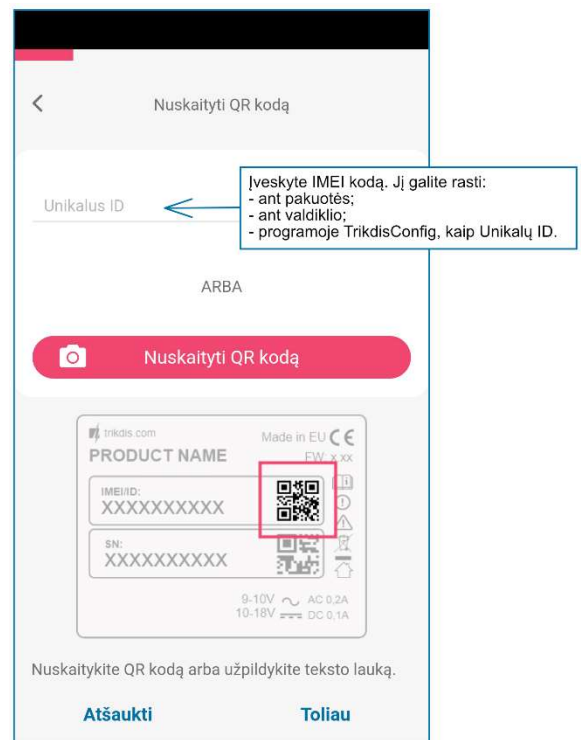 Nuskaityti QR kodą
Unikalus ID
Įveskyte IMEI kodą. Jį galite rasti:
- ant pakuotės;
- ant valdiklio;
- programoje TrikdisConfig, kaip Unikalų ID.
ARBA
Nuskaityti QR kodą
trikdis.com
Made in EU CE
PRODUCT NAME
FW: x xx
IMEI/ID:
XXXXXXXXXX
SN:
XXXXXXXXXX
9-10V AC 0,2A
10-18V DC 0,1A
Nuskaitykite QR kodą arba užpildykite teksto lauką.
Atšaukti
Toliau